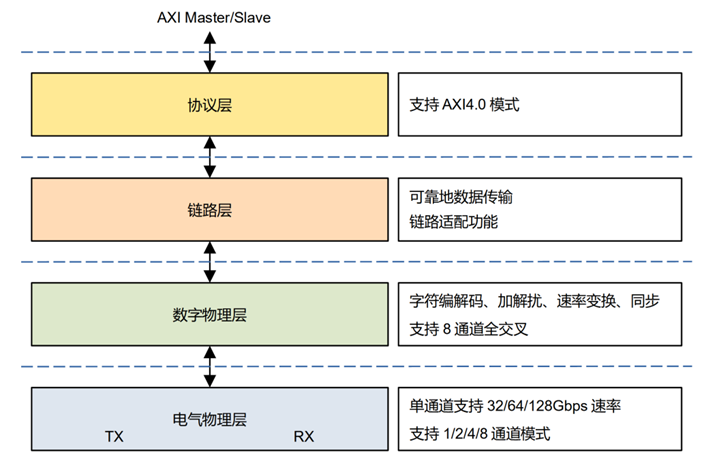 AXI Master/Slave
协议层
支持 AXI4.0 模式
链路层
可靠地数据传输
链路适配功能
数字物理层
字符编解码、加解扰、速率变换、同步
支持 8 通道全交叉
电气物理层
TX
RX
单通道支持 32/64/128Gbps 速率
支持 1/2/4/8 通道模式